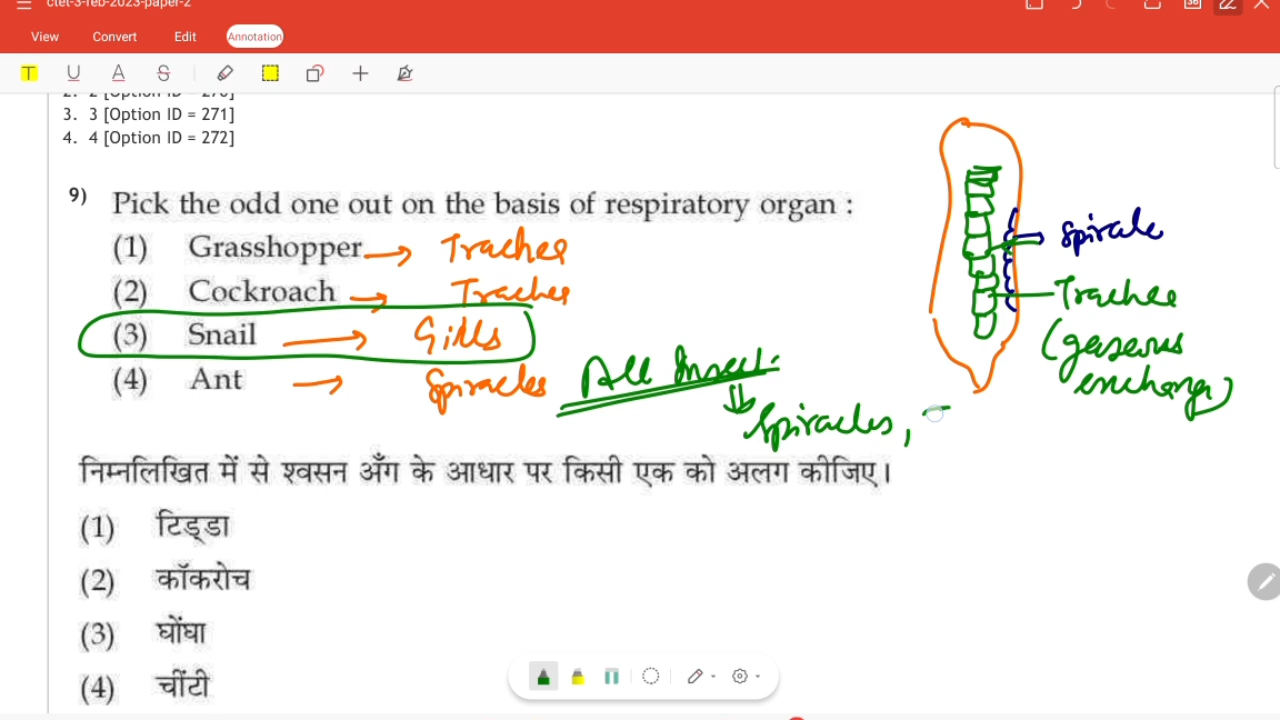 ctet-3-feb-2023-paper-2
View Convert Edit Annotation
3. 3 [Option ID = 271]
4. 4 [Option ID = 272]
9) Pick the odd one out on the basis of respiratory organ :
(1) Grasshopper → Trachea
(2) Cockroach → Trachea
(3) Snail → Gills
(4) Ant → Spiracles
All Insect
Spiracles,
Spirale
Trachea
(gaseous
निम्नलिखित में से श्वसन अँग के आधार पर किसी एक को अलग कीजिए।
(1) टिड्डा
(2) कॉकरोच
(3) घोंघा
(4) चींटी